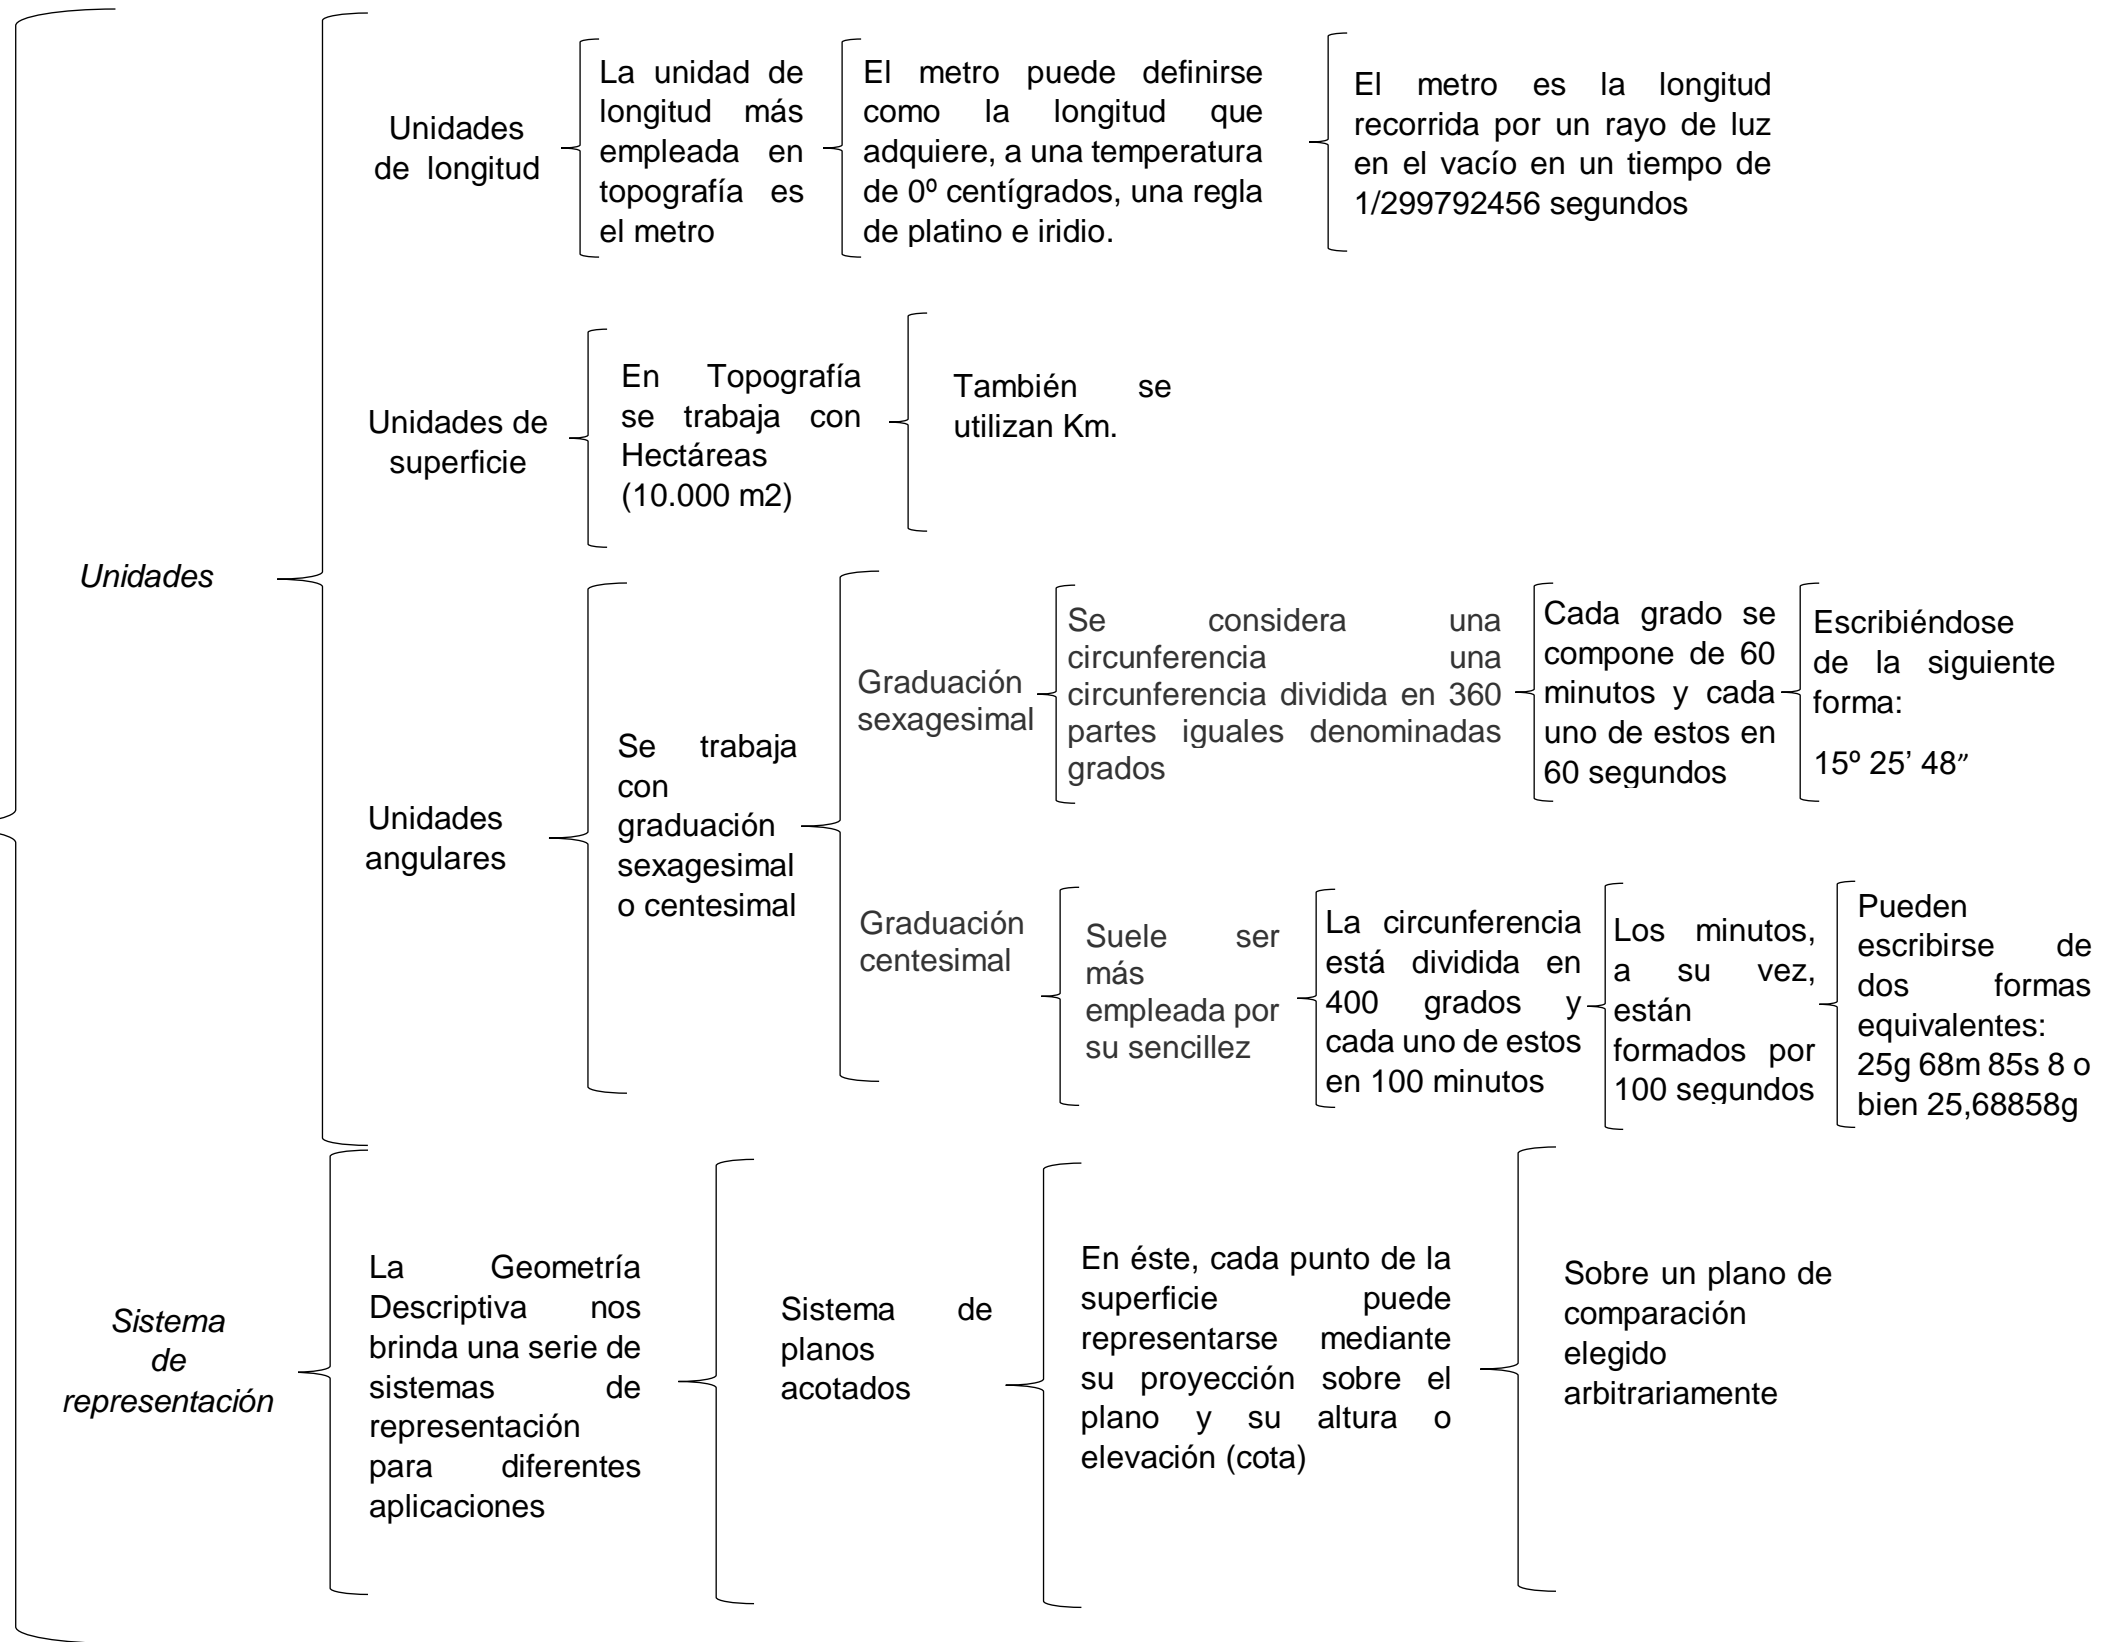 Unidades
Unidades
de longitud
La unidad de
longitud más
empleada en
topografía es
el metro
El metro puede definirse
como la longitud que
adquiere, a una temperatura
de 0º centígrados, una regla
de platino e iridio.
El metro es la longitud
recorrida por un rayo de luz
en el vacío en un tiempo de
1/299792456 segundos
Unidades de
superficie
En Topografía
se trabaja con
Hectáreas
(10.000 m2)
También se
utilizan Km.
Unidades
angulares
Se trabaja
con
graduación
sexagesimal
o centesimal
Graduación
sexagesimal
Se considera una
circunferencia una
circunferencia dividida en 360
partes iguales denominadas
grados
Cada grado se
compone de 60
minutos y cada
uno de estos en
60 segundos
Escribiéndose
de la siguiente
forma:
15º 25’ 48”
Graduación
centesimal
Suele ser
más
empleada por
su sencillez
La circunferencia
está dividida en
400 grados y
cada uno de estos
en 100 minutos
Los minutos,
a su vez,
están
formados por
100 segundos
Pueden
escribirse de
dos formas
equivalentes:
25g 68m 85s 8 o
bien 25,68858g
Sistema
de
representación
La Geometría
Descriptiva nos
brinda una serie de
sistemas de
representación
para diferentes
aplicaciones
Sistema de
planos
acotados
En éste, cada punto de la
superficie puede
representarse mediante
su proyección sobre el
plano y su altura o
elevación (cota)
Sobre un plano de
comparación
elegido
arbitrariamente